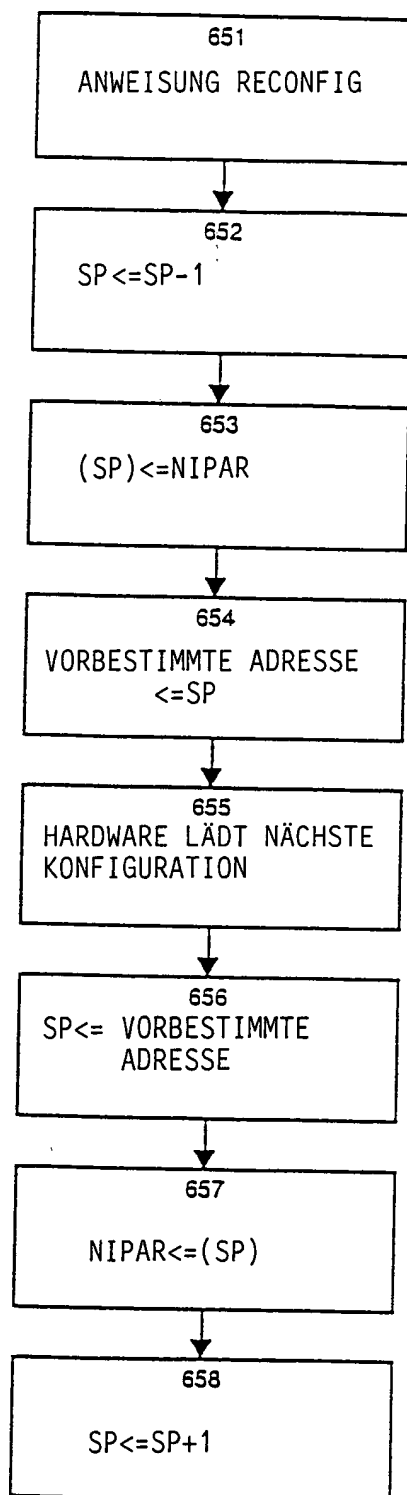 651
ANWEISUNG RECONFIG
652
SP<=SP-1
653
(SP)<=NIPAR
654
VORBESTIMMTE ADRESSE
<=SP
655
HARDWARE LÄDT NÄCHSTE
KONFIGURATION
656
SP<= VORBESTIMMTE
ADRESSE
657
NIPAR<=(SP)
658
SP<=SP+1